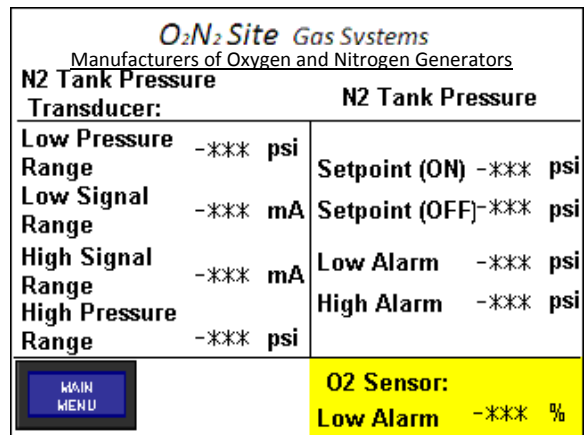 O2N2 Site Gas Systems
Manufacturers of Oxygen and Nitrogen Generators
N2 Tank Pressure
Transducer:
N2 Tank Pressure
Low Pressure
Range -*** psi
Low Signal
Range -*** mA
High Signal
Range -*** mA
High Pressure
Range -*** psi
Setpoint (ON) -*** psi
Setpoint (OFF) -*** psi
Low Alarm -*** psi
High Alarm -*** psi
MAIN
MENU
O2 Sensor:
Low Alarm -*** %